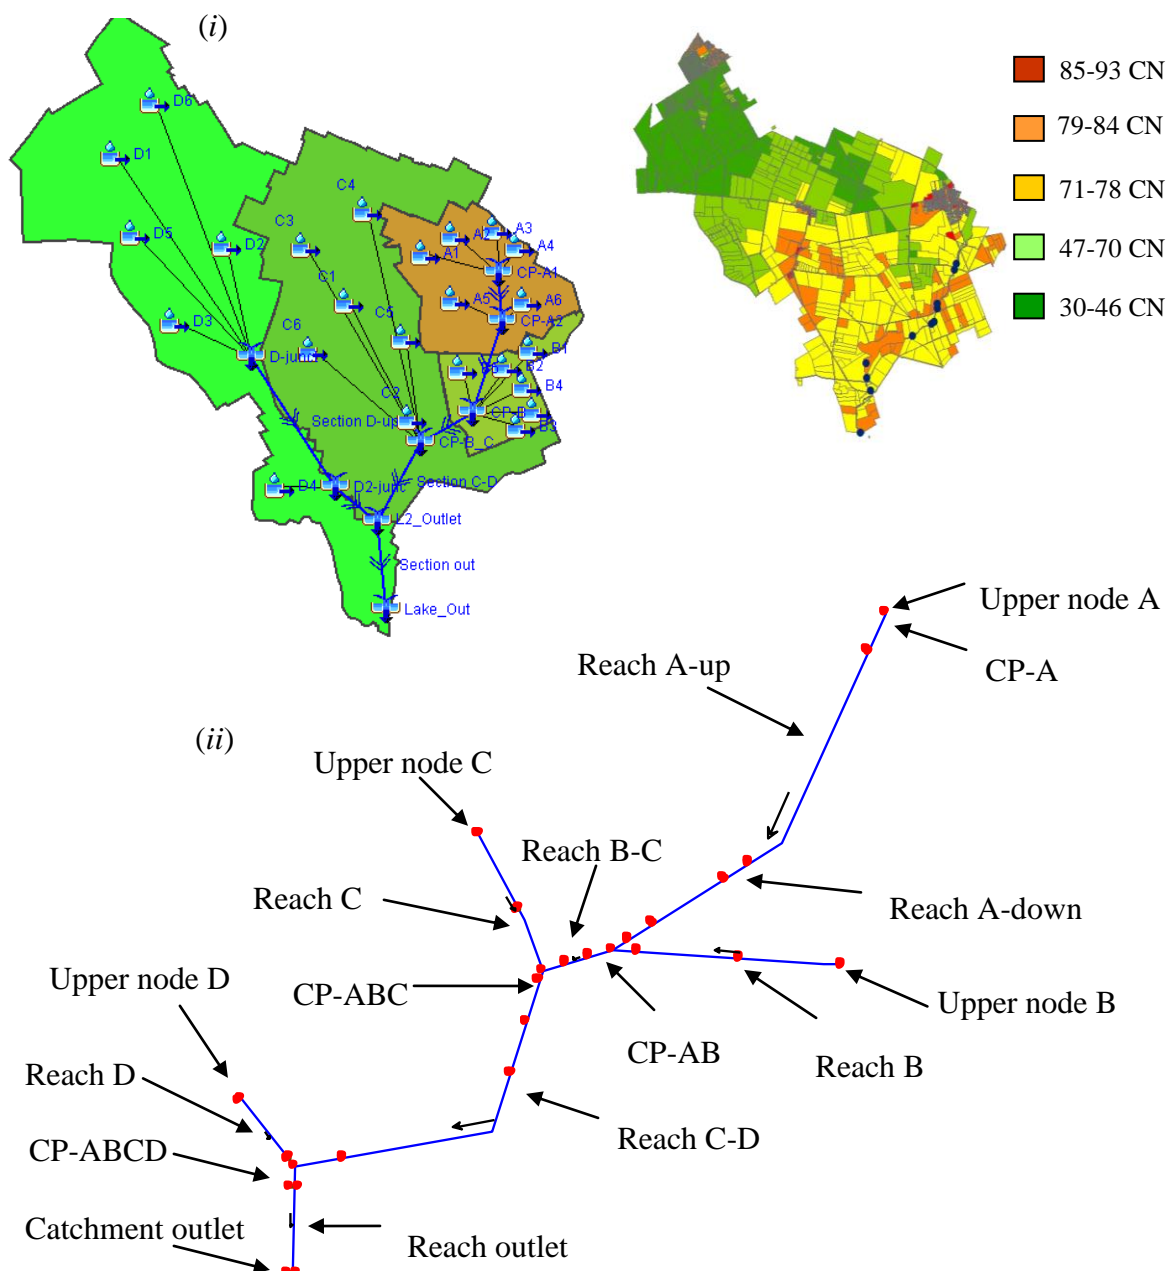 (i)
85-93 CN
79-84 CN
71-78 CN
47-70 CN
30-46 CN
D6
D1
D5
D2
D3
D-junct
C4
C3
C1
C5
C6
C2
A2
A3
A4
A1
CP-A1
A5
A6
CP-A2
B1
B2
B4
B3
Section D-up
CP-B_C
Section C-D
D4
D2-junct
L2_Outlet
Section out
Lake_Out
(ii)
Upper node A
CP-A
Reach A-up
Upper node C
Reach B-C
Reach C
Reach A-down
Upper node D
CP-ABC
Upper node B
CP-AB
Reach B
Reach D
Reach C-D
CP-ABCD
Catchment outlet
Reach outlet